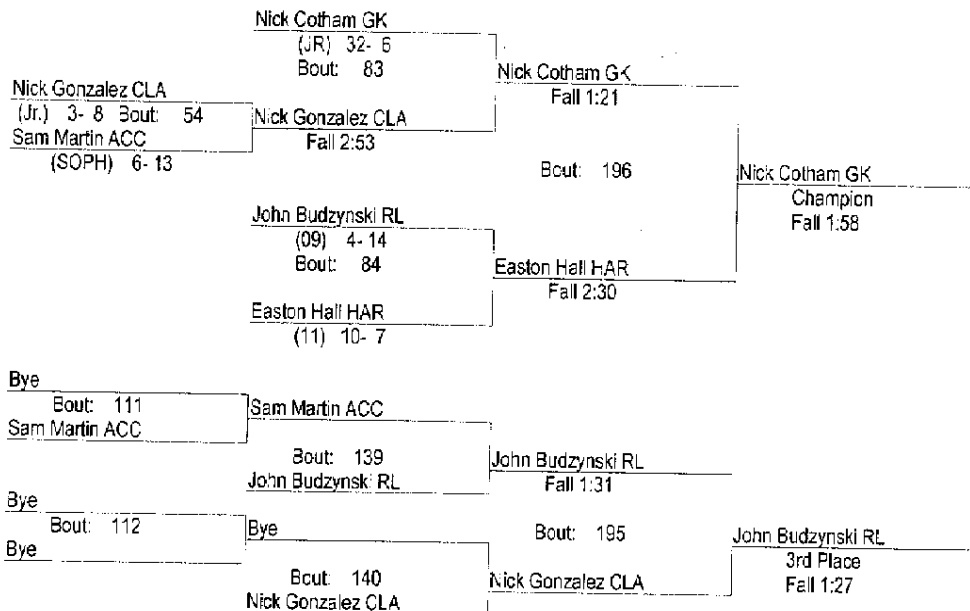 Nick Cotham GK
(JR) 32- 6
Bout: 83
Nick Cotham GK
Fall 1:21
Nick Gonzalez CLA
(Jr.) 3- 8 Bout: 54
Nick Gonzalez CLA
Fall 2:53
Sam Martin ACC
(SOPH) 6- 13
Bout: 196
Nick Cotham GK
Champion
Fall 1:58
John Budzynski RL
(09) 4- 14
Bout: 84
Easton Hall HAR
Fall 2:30
Easton Hall HAR
(11) 10- 7
Bye
Bout: 111
Sam Martin ACC
Sam Martin ACC
Bout: 139
John Budzynski RL
John Budzynski RL
Fall 1:31
Bye
Bout: 112
Bye
Bye
Bout: 195
John Budzynski RL
3rd Place
Fall 1:27
Bout: 140
Nick Gonzalez CLA
Nick Gonzalez CLA